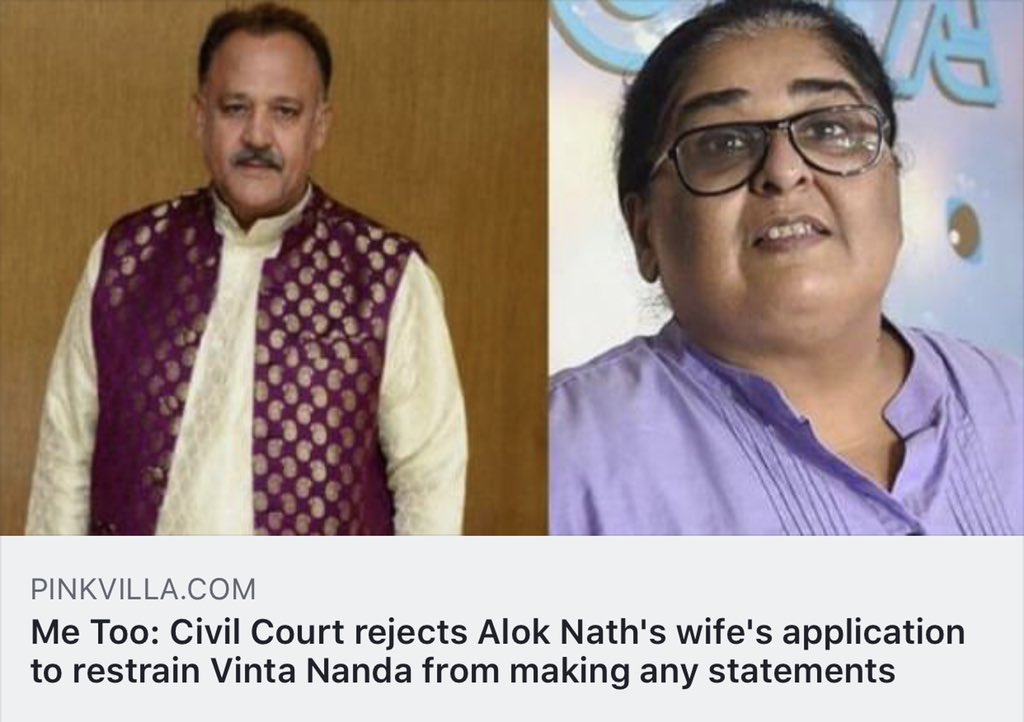 PINKVILLA.COM
Me Too: Civil Court rejects Alok Nath's wife's application
to restrain Vinta Nanda from making any statements